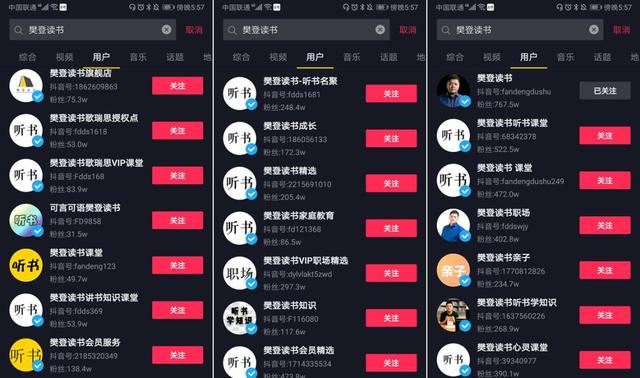 中国联通
傍晚5:57
樊登读书
取消
综合 视频 用户 音乐 话题 地
樊登读书旗舰店
抖音号:1862609863
粉丝:75.3w
关注
听书
樊登读书歌瑞思授权点
抖音号:fdds1618
粉丝:53.0w
关注
听书
樊登读书歌瑞思VIP课堂
抖音号:Fdds168
粉丝:83.9w
关注
听书
可言可语樊登读书
抖音号:FD9858
粉丝:31.5w
关注
听书
樊登读书课堂
抖音号:fandeng123
粉丝:49.7w
关注
听书
樊登读书讲书知识课堂
抖音号:fdds369
粉丝:53.9w
关注
听书
樊登读书会员服务
抖音号:2185320349
粉丝:138.4w
关注
中国联通
傍晚5:57
樊登读书
取消
综合 视频 用户 音乐 话题 地
听书
樊登读书-听书名聚
抖音号:fdds1681
粉丝:248.4w
关注
听书
樊登读书成长
抖音号:186056133
粉丝:172.3w
关注
听书
樊登读书精选
抖音号:2215691010
粉丝:205.4w
关注
听书
樊登读书家庭教育
抖音号:fd121368
粉丝:86.5w
关注
职场
樊登读书VIP职场精选
抖音号:dylvlakt5zwd
粉丝:297.3w
关注
听书
学知识
樊登读书知识
抖音号:F116080
粉丝:117.6w
关注
听书
樊登读书会员精选
抖音号:1714335534
粉丝:473.8w
关注
中国联通
傍晚5:57
樊登读书
取消
综合 视频 用户 音乐 话题 地
樊登读书
抖音号:fandengdushu
粉丝:767.5w
已关注
听书
樊登读书听书课堂
抖音号:68342378
粉丝:522.5w
关注
听书
樊登读书 课堂
抖音号:fandengdushu249
粉丝:472.0w
关注
樊登读书职场
抖音号:fddswjy
粉丝:402.8w
关注
亲子
樊登读书亲子
抖音号:1770812826
粉丝:234.7w
关注
樊登读书听书学知识
抖音号:1637560226
粉丝:268.9w
关注
听书
樊登读书心灵课堂
抖音号:39340977
粉丝:390.1w
关注